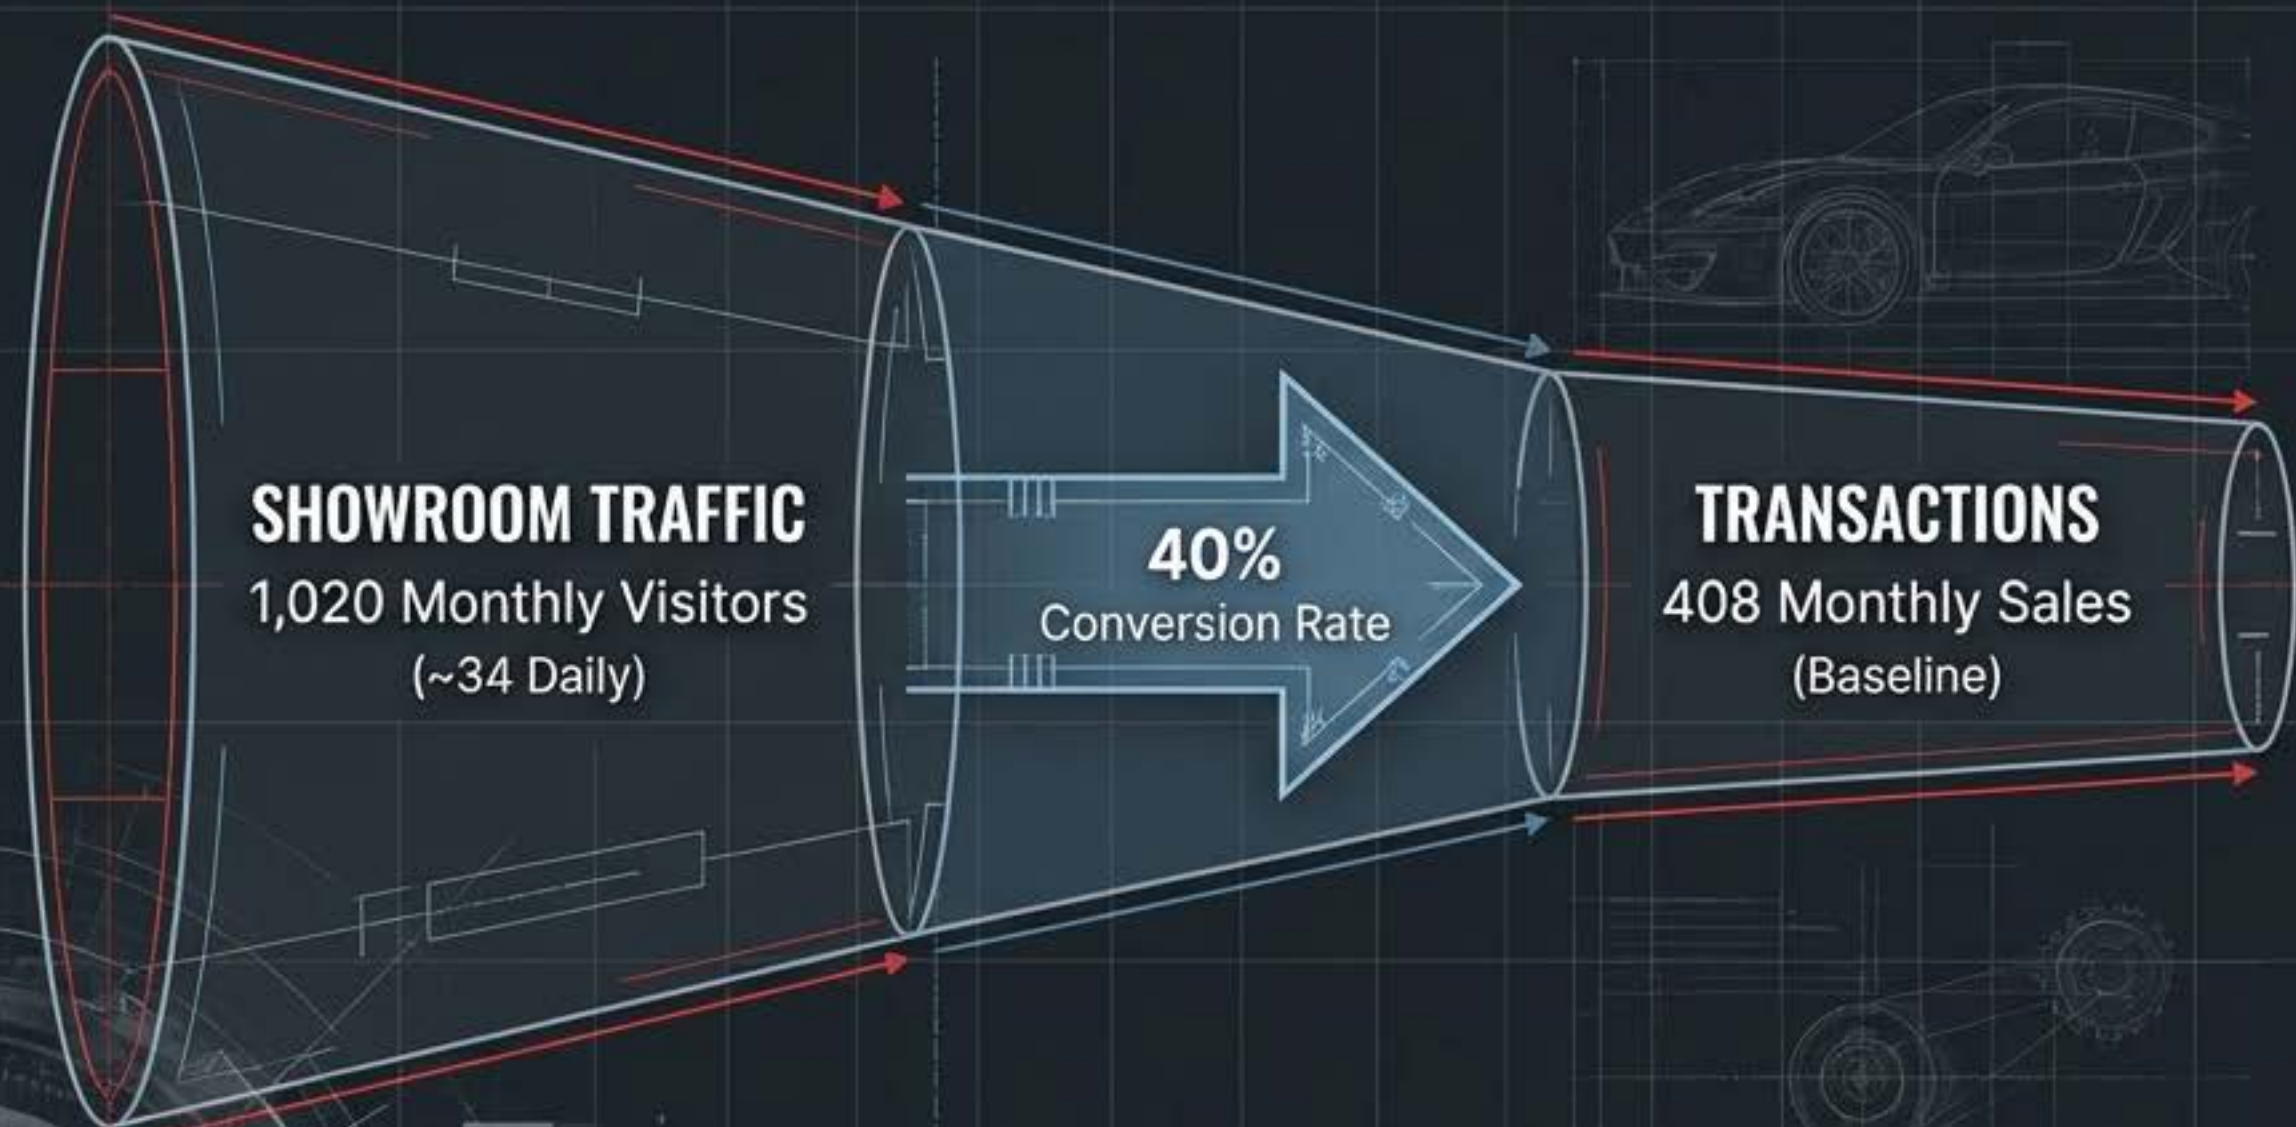 SHOWROOM TRAFFIC
1,020 Monthly Visitors
(~34 Daily)
40%
Conversion Rate
TRANSACTIONS
408 Monthly Sales
(Baseline)